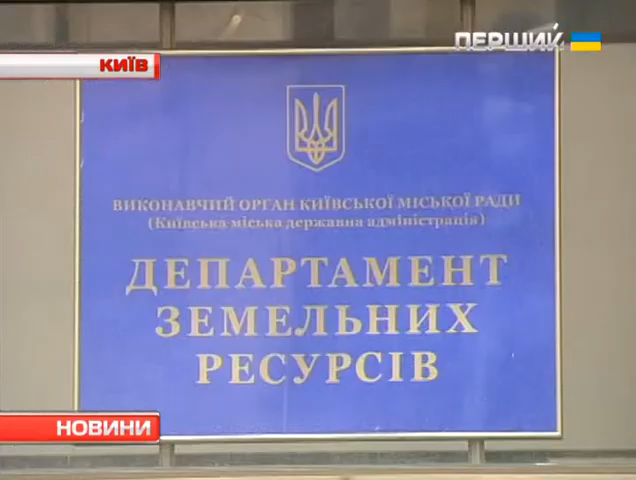 ПЕРШИЙ
КИЇВ
ВИКОНАВЧИЙ ОРГАН КИЇВСЬКОЇ МІСЬКОЇ РАДИ
(Київська міська державна адміністрація)
ДЕПАРТАМЕНТ
ЗЕМЕЛЬНИХ
РЕСУРСІВ
НОВИНИ